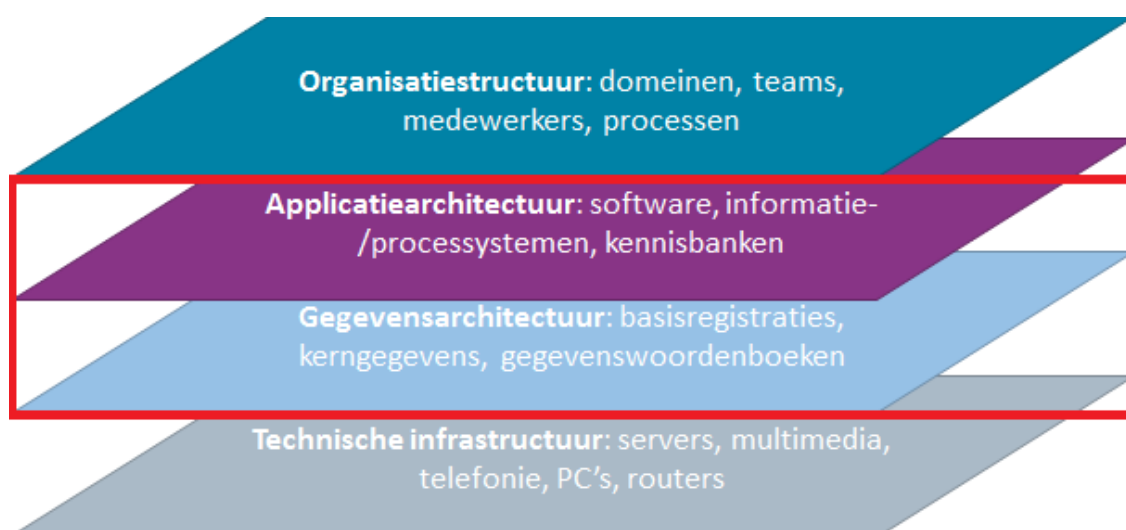 Organisatiestructuur: domeinen, teams,
medewerkers, processen
Applicatiearchitectuur: software, informatie-
/processystemen, kennisbanken
Gegevensarchitectuur: basisregistraties,
kerngegevens, gegevenswoordenboeken
Technische infrastructuur: servers, multimedia,
telefonie, PC's, routers